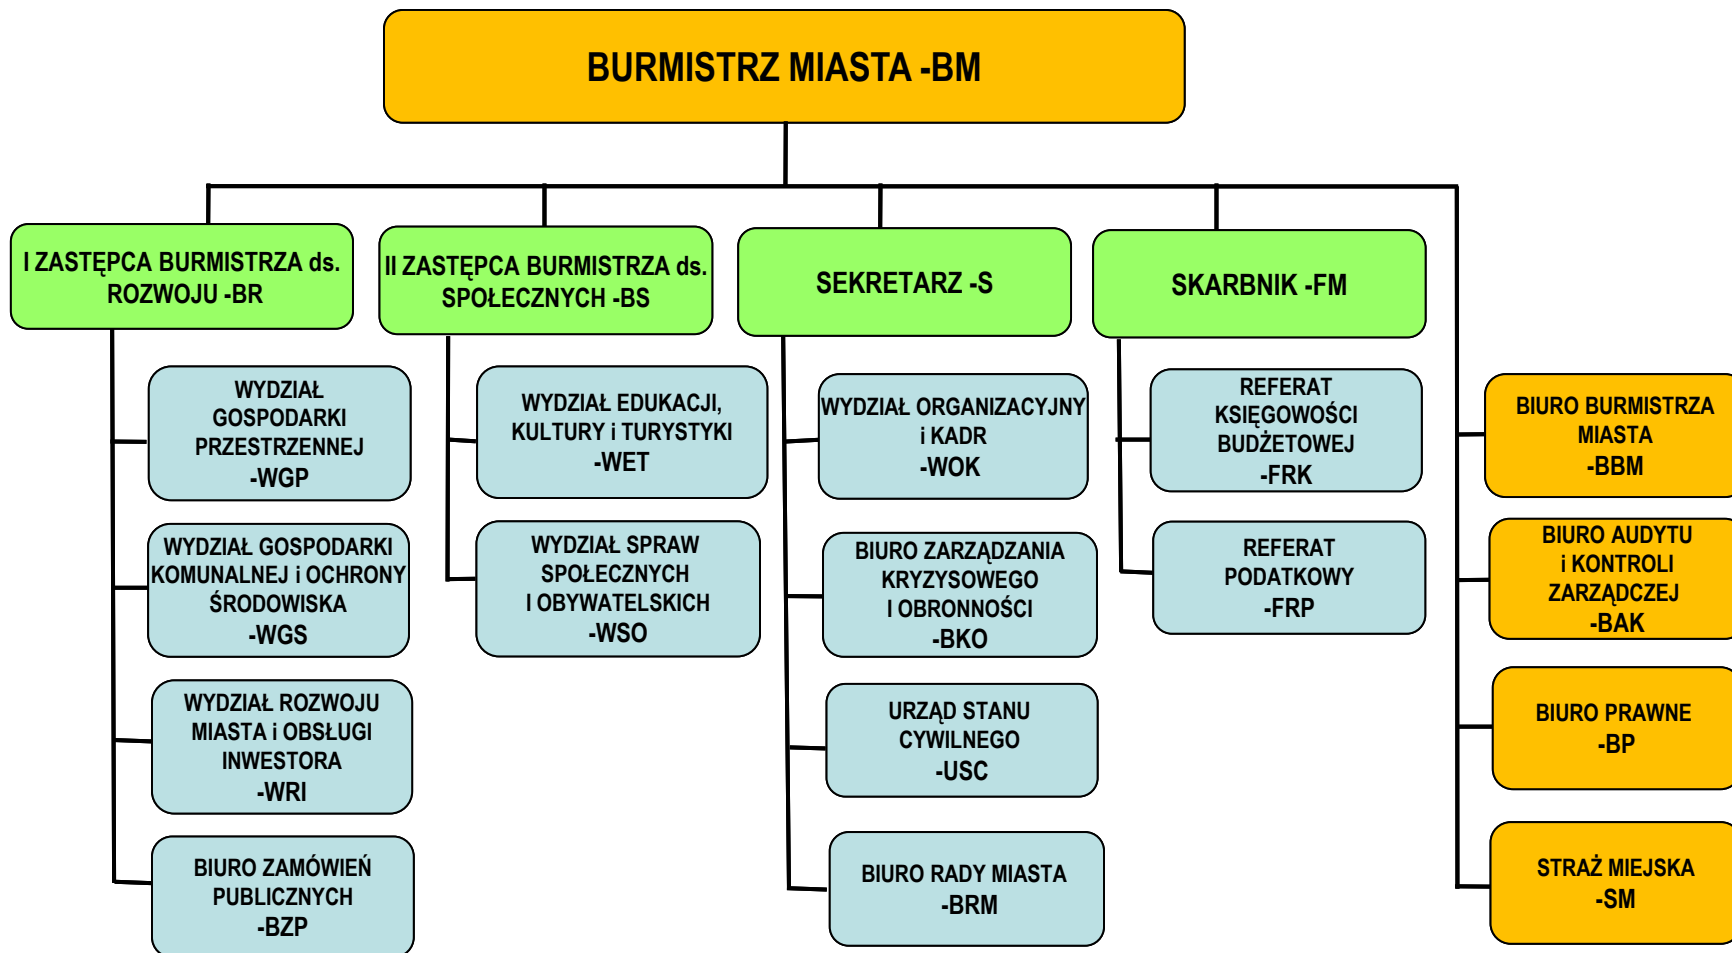 BURMISTRZ MIASTA -BM
I ZASTĘPCA BURMISTRZA ds.
ROZWOJU -BR
II ZASTĘPCA BURMISTRZA ds.
SPOŁECZNYCH -BS
SEKRETARZ -S
SKARBNIK -FM
WYDZIAŁ
GOSPODARKI
PRZESTRZENNEJ
-WGP
WYDZIAŁ GOSPODARKI
KOMUNALNEJ i OCHRONY
ŚRODOWISKA
-WGS
WYDZIAŁ ROZWOJU
MIASTA i OBSŁUGI
INWESTORA
-WRI
BIURO ZAMÓWIEŃ
PUBLICZNYCH
-BZP
WYDZIAŁ EDUKACJI,
KULTURY i TURYSTYKI
-WET
WYDZIAŁ SPRAW
SPOŁECZNYCH
I OBYWATELSKICH
-WSO
WYDZIAŁ ORGANIZACYJNY
i KADR
-WOK
BIURO ZARZĄDZANIA
KRYZYSOWEGO
I OBRONNOŚCI
-BKO
URZĄD STANU
CYWILNEGO
-USC
BIURO RADY MIASTA
-BRM
REFERAT
KSIĘGOWOŚCI
BUDŻETOWEJ
-FRK
REFERAT
PODATKOWY
-FRP
BIURO BURMISTRZA
MIASTA
-BBM
BIURO AUDYTU
i KONTROLI
ZARZĄDCZEJ
-BAK
BIURO PRAWNE
-BP
STRAŻ MIEJSKA
-SM